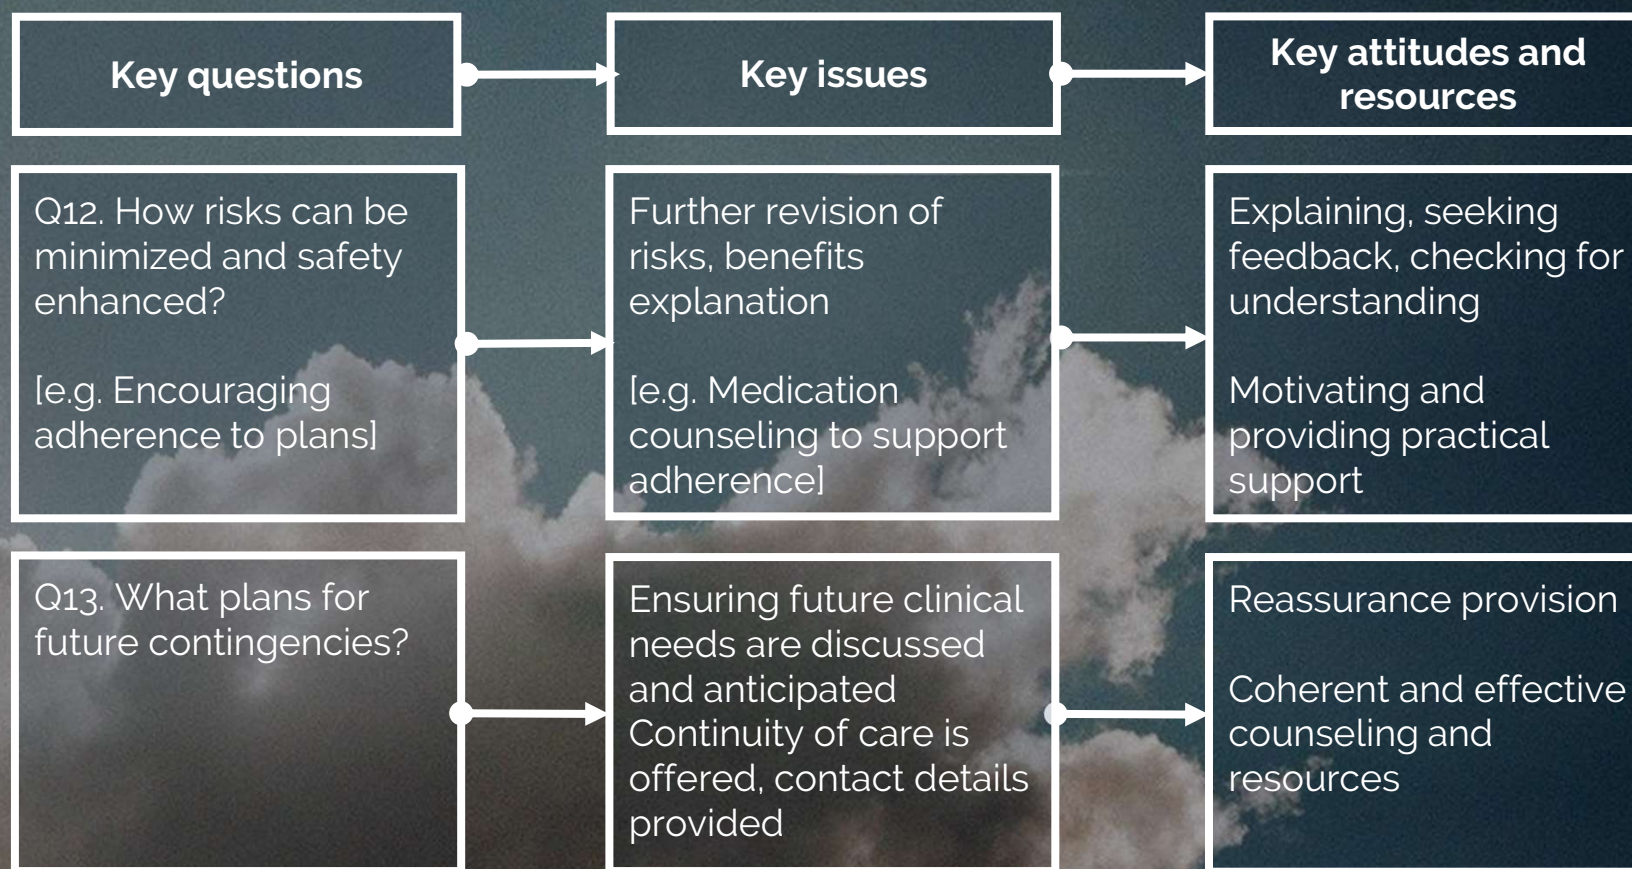 Key questions
Key issues
Key attitudes and
resources
Q12. How risks can be
minimized and safety
enhanced?
[e.g. Encouraging
adherence to plans]
Further revision of
risks, benefits
explanation
[e.g. Medication
counseling to support
adherence]
Explaining, seeking
feedback, checking for
understanding
Motivating and
providing practical
support
Q13. What plans for
future contingencies?
Ensuring future clinical
needs are discussed
and anticipated
Continuity of care is
offered, contact details
provided
Reassurance provision
Coherent and effective
counseling and
resources